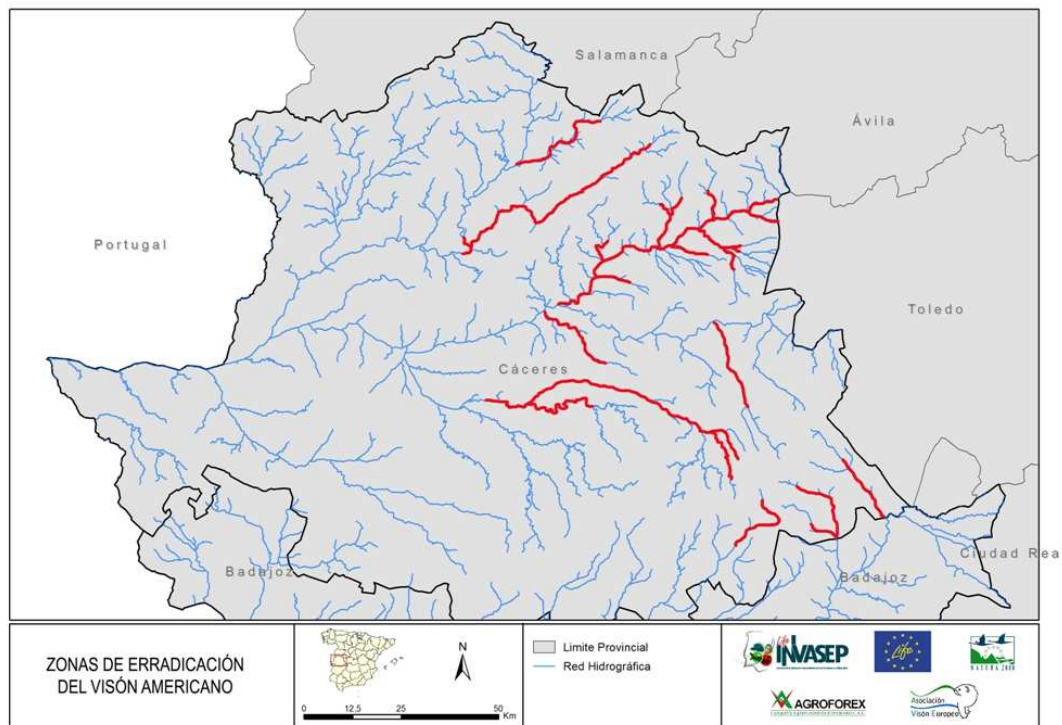 Salamanca
Ávila
Portugal
Toledo
Cáceres
Ciudad Rea
Badajoz
Badajoz
ZONAS DE ERRADICACIÓN
DEL VISÓN AMERICANO
N
0 12,5 25 50
Km
Limite Provincial
Red Hidrográfica
Life
INVASEP
Life
NATURA 2000
AGROFOREX
Asociación
Visón Europeo